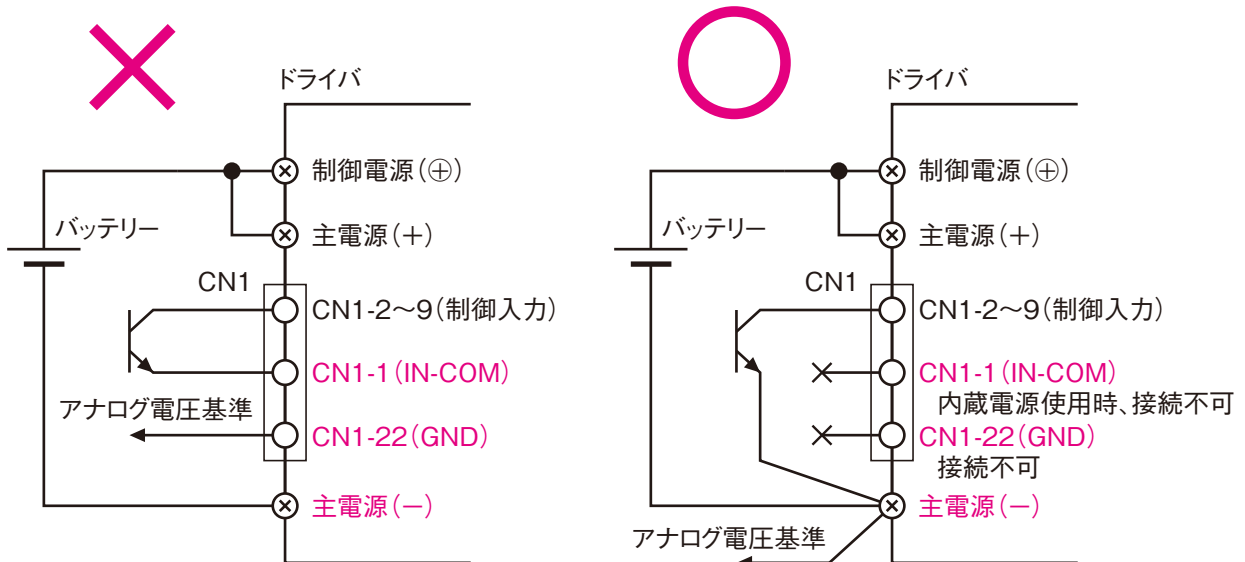 ドライバ
制御電源（⊕）
主電源（+）
バッテリー
CN1
CN1-2～9（制御入力）
CN1-1（IN-COM）
アナログ電圧基準
CN1-22（GND）
主電源（−）
ドライバ
制御電源（⊕）
主電源（+）
バッテリー
CN1
CN1-2～9（制御入力）
CN1-1（IN-COM）
内蔵電源使用時、接続不可
CN1-22（GND）
接続不可
主電源（−）
アナログ電圧基準